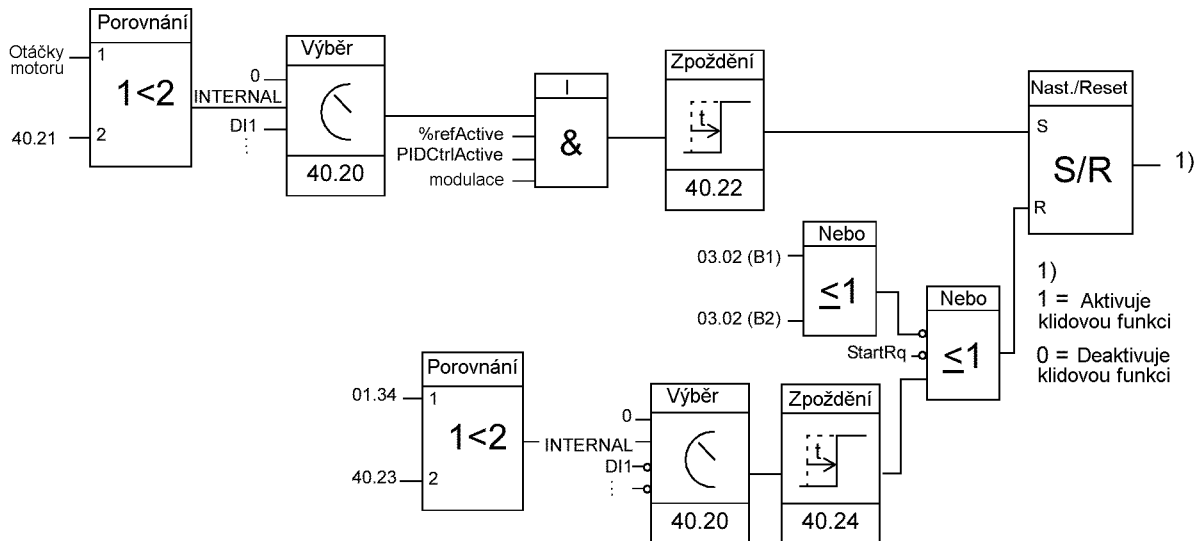 Porovnání
Otáčky
motoru
1
1<2
40.21
2
Výběr
0
INTERNAL
DI1
⋮
40.20
I
%refActive
PIDCtrlActive
modulace
&
Zpoždění
t
40.22
Nast./Reset
S
S/R
R
1)
Nebo
03.02 (B1)
≤1
03.02 (B2)
Nebo
StartRq
≤1
1)
1 = Aktivuje
klidovou funkci
0 = Deaktivuje
klidovou funkci
Porovnání
01.34
1
1<2
40.23
2
Výběr
0
INTERNAL
DI1
⋮
40.20
Zpoždění
t
40.24